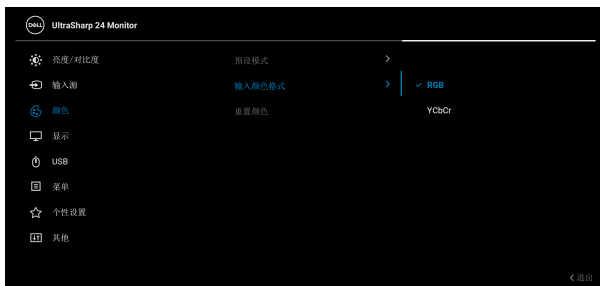 DELL UltraSharp 24 Monitor
亮度/对比度 预设模式
输入源 输入颜色格式 RGB
颜色 重置颜色 YCbCr
显示
USB
菜单
个性设置
其他
退出